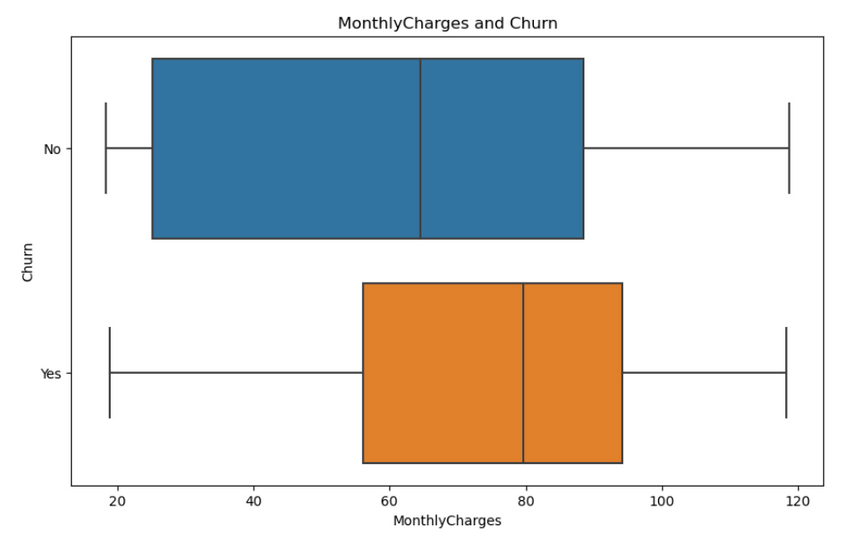 MonthlyCharges and Churn
No
Churn
Yes
20 40 60 80 100 120
MonthlyCharges